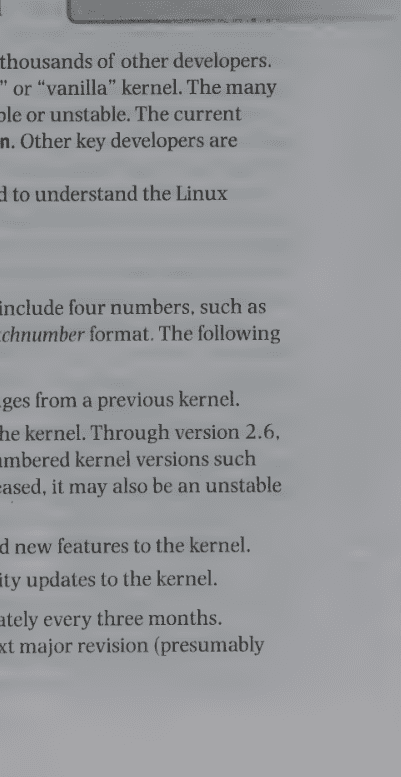 thousands of other developers.
” or “vanilla” kernel. The many
ble or unstable. The current
n. Other key developers are
d to understand the Linux
include four numbers, such as
tchnumber format. The following
ges from a previous kernel.
he kernel. Through version 2.6,
umbered kernel versions such
eased, it may also be an unstable
d new features to the kernel.
ity updates to the kernel.
ately every three months.
xt major revision (presumably